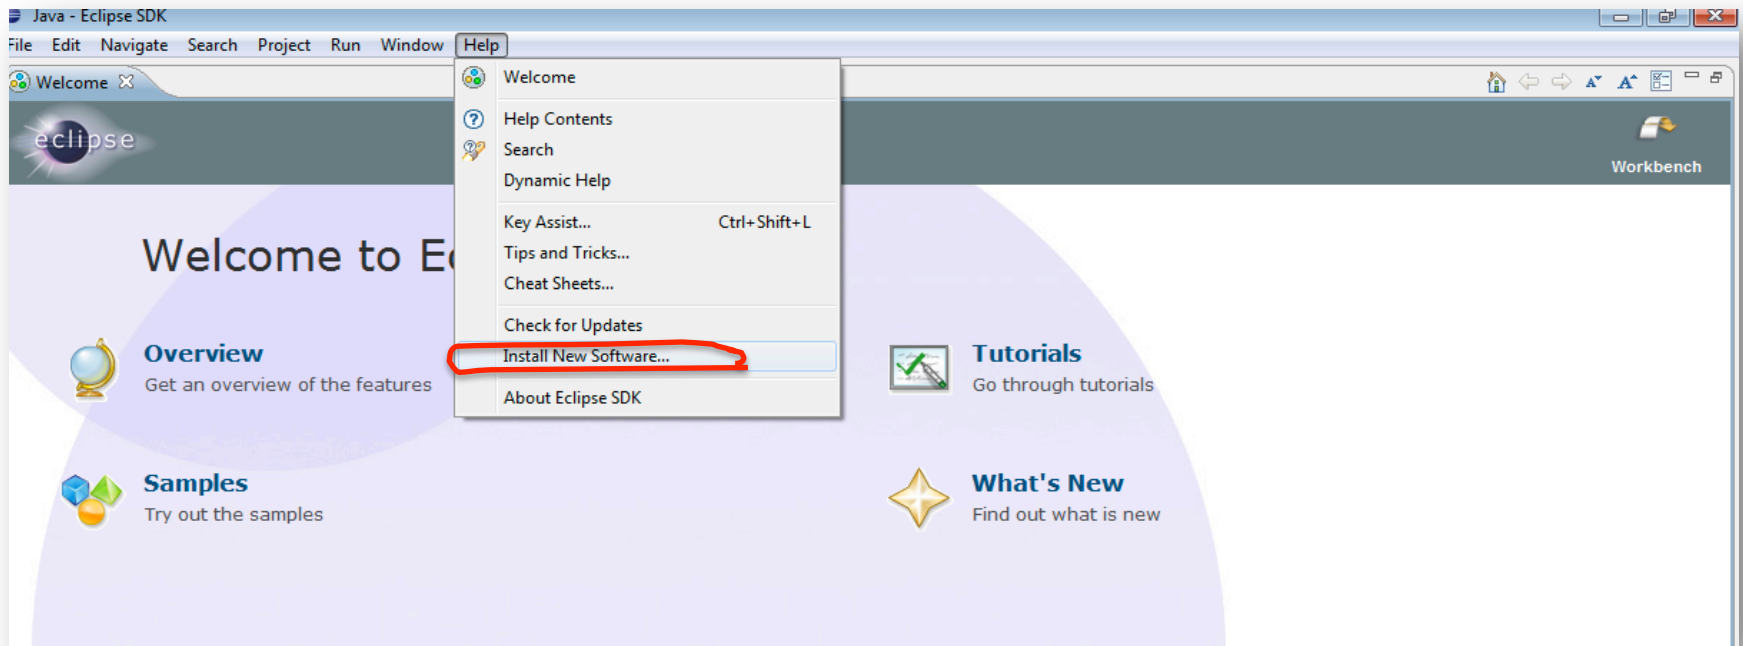 Java - Eclipse SDK
File Edit Navigate Search Project Run Window Help
Welcome
Welcome
Help Contents
Search
Dynamic Help
Key Assist... Ctrl+Shift+L
Tips and Tricks...
Cheat Sheets...
Check for Updates
Install New Software...
About Eclipse SDK
eclipse
Workbench
Welcome to Ec
Overview
Get an overview of the features
Tutorials
Go through tutorials
Samples
Try out the samples
What's New
Find out what is new